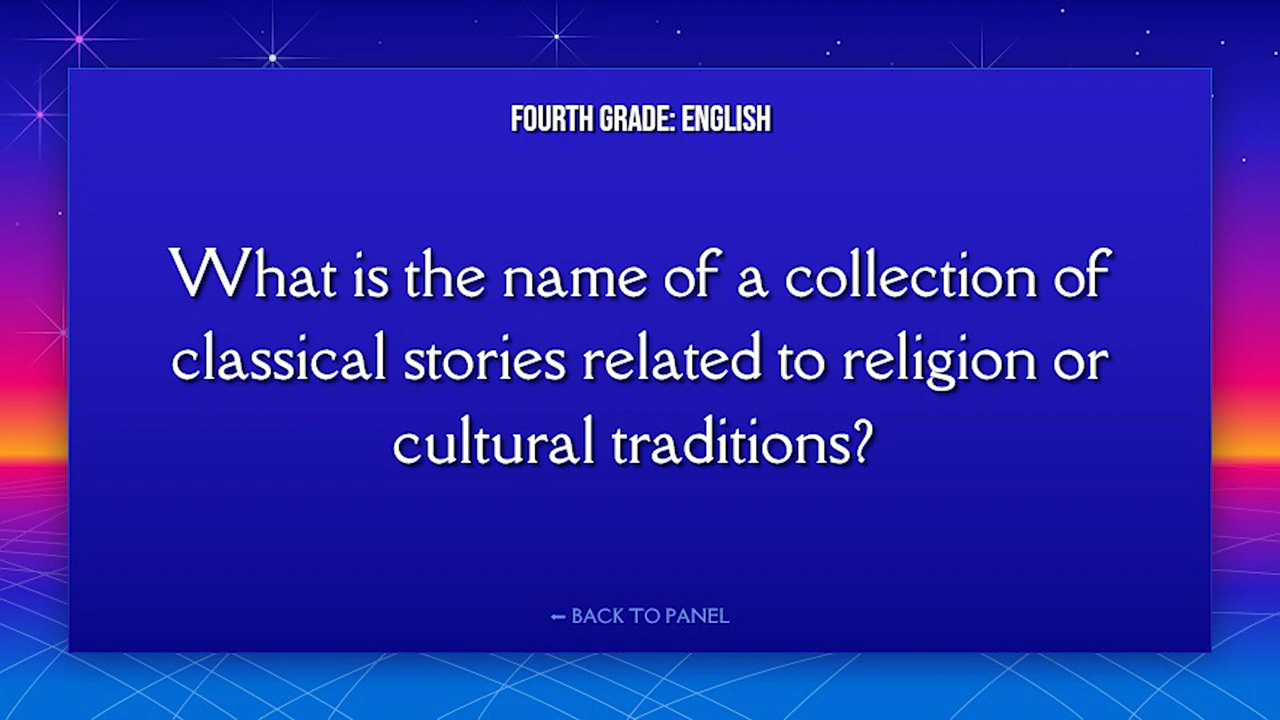 FOURTH GRADE: ENGLISH
What is the name of a collection of
classical stories related to religion or
cultural traditions?
← BACK TO PANEL